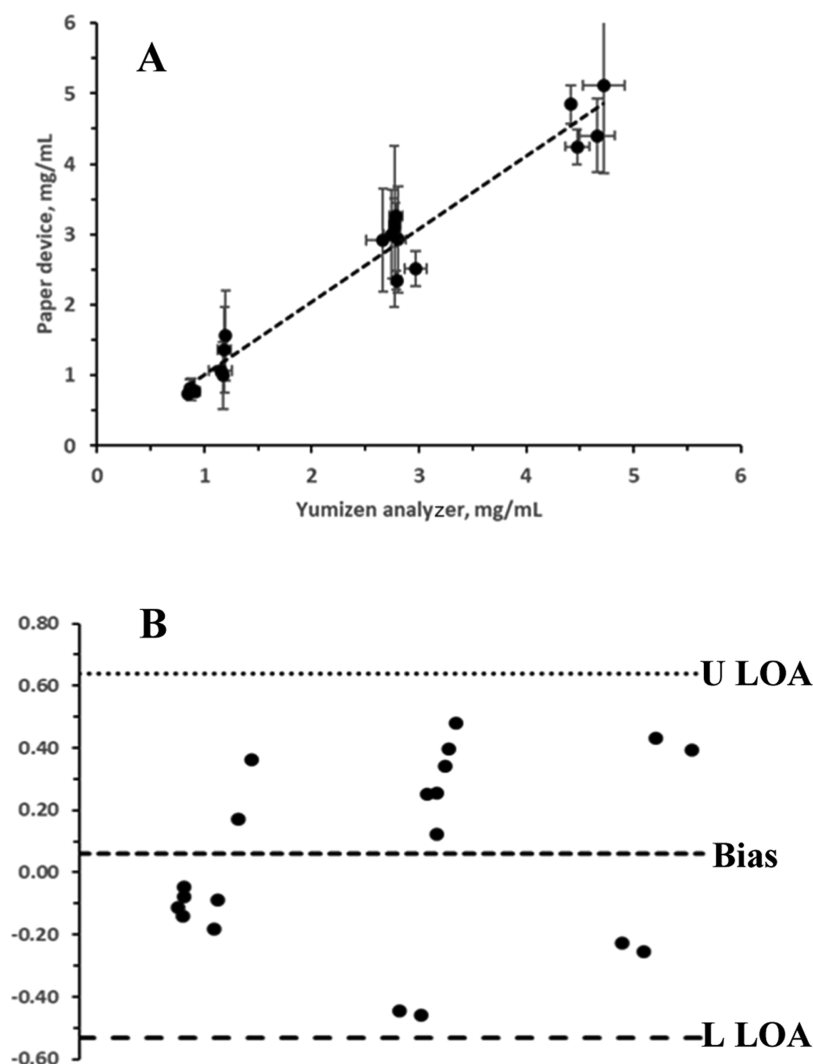 A
6
5
4
3
2
1
0
Paper device, mg/mL
0 1 2 3 4 5 6
Yumizen analyzer, mg/mL
B
0.80
U LOA
0.60
0.40
0.20
Bias
0.00
-0.20
-0.40
L LOA
-0.60